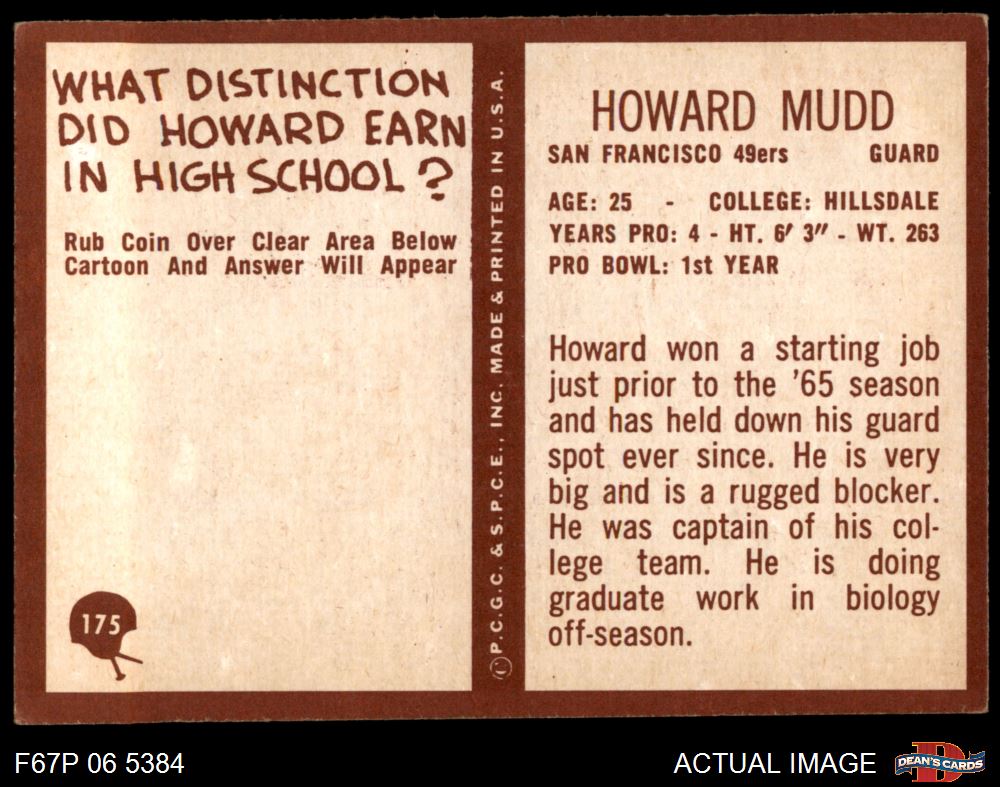 WHAT DISTINCTION
DID HOWARD EARN
IN HIGH SCHOOL?
Rub Coin Over Clear Area Below
Cartoon And Answer Will Appear
175
© P.C.G.C. & S.P.C.E., INC. MADE & PRINTED IN U.S.A.
HOWARD MUDD
SAN FRANCISCO 49ers GUARD
AGE: 25 - COLLEGE: HILLSDALE
YEARS PRO: 4 - HT. 6′ 3″ - WT. 263
PRO BOWL: 1st YEAR
Howard won a starting job
just prior to the ’65 season
and has held down his guard
spot ever since. He is very
big and is a rugged blocker.
He was captain of his col-
lege team. He is doing
graduate work in biology
off-season.
F67P 06 5384
ACTUAL IMAGE
DEAN'S CARDS